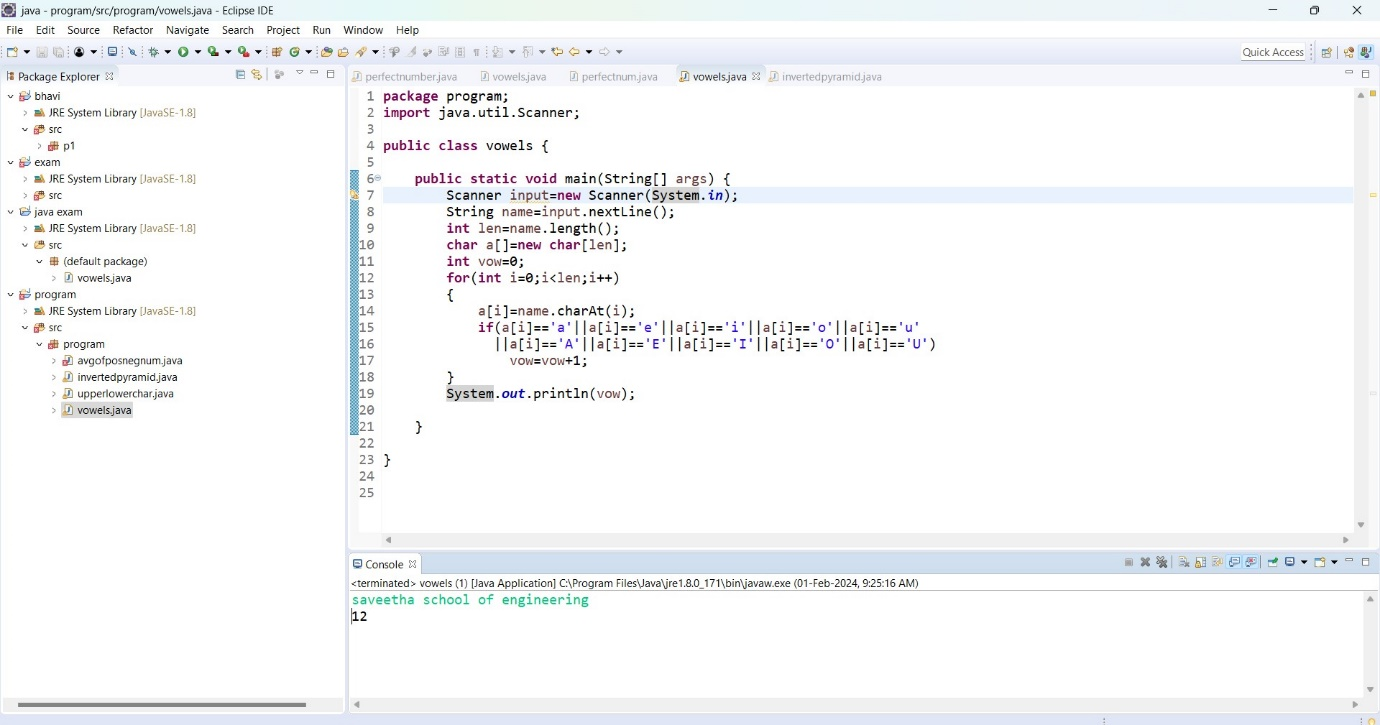 java - program/src/program/vowels.java - Eclipse IDE
File Edit Source Refactor Navigate Search Project Run Window Help
Quick Access
Package Explorer
bhavi
JRE System Library [JavaSE-1.8]
src
p1
exam
JRE System Library [JavaSE-1.8]
src
java exam
JRE System Library [JavaSE-1.8]
src
(default package)
vowels.java
program
JRE System Library [JavaSE-1.8]
src
program
avgofposnegnum.java
invertedpyramid.java
upperlowerchar.java
vowels.java
perfectnumber.java vowels.java perfectnum.java vowels.java invertedpyramid.java
1 package program;
2 import java.util.Scanner;
3
4 public class vowels {
5
6 public static void main(String[] args) {
7 Scanner input=new Scanner(System.in);
8 String name=input.nextLine();
9 int len=name.length();
10 char a[]=new char[len];
11 int vow=0;
12 for(int i=0;i<len;i++)
13 {
14 a[i]=name.charAt(i);
15 if(a[i]=='a'||a[i]=='e'||a[i]=='i'||a[i]=='o'||a[i]=='u'
16 ||a[i]=='A'||a[i]=='E'||a[i]=='I'||a[i]=='O'||a[i]=='U')
17 vow=vow+1;
18 }
19 System.out.println(vow);
20
21 }
22
23 }
24
25
Console
<terminated> vowels (1) [Java Application] C:\Program Files\Java\jre1.8.0_171\bin\javaw.exe (01-Feb-2024, 9:25:16 AM)
saveetha school of engineering
12